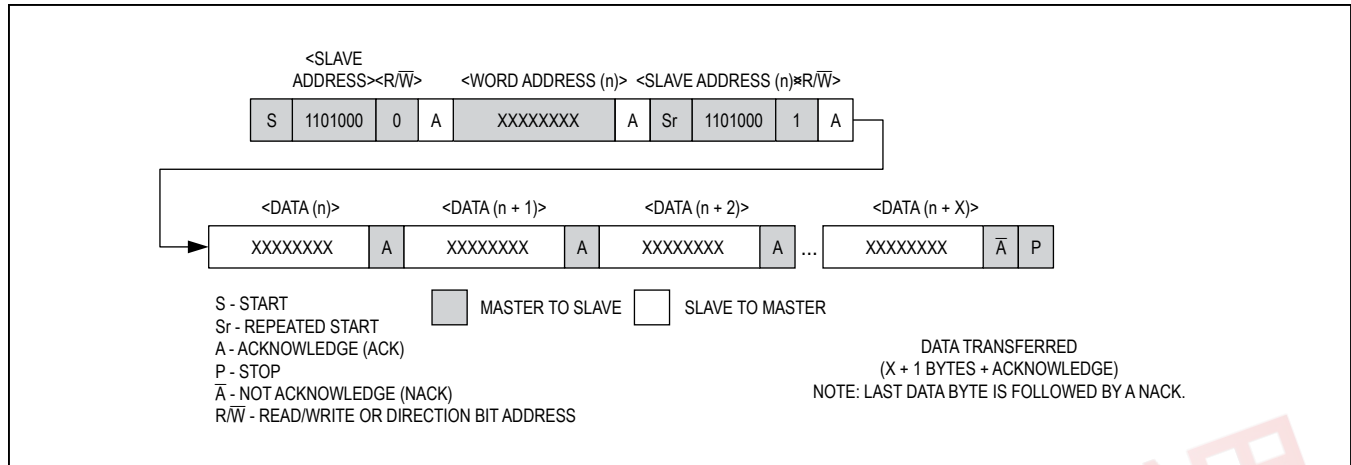 <SLAVE
ADDRESS><R/W̅> <WORD ADDRESS (n)> <SLAVE ADDRESS (n)><R/W̅>
S 1101000 0 A XXXXXXXX A Sr 1101000 1 A
<DATA (n)> <DATA (n + 1)> <DATA (n + 2)> <DATA (n + X)>
XXXXXXXX A XXXXXXXX A XXXXXXXX A ... XXXXXXXX A̅ P
S - START
Sr - REPEATED START
A - ACKNOWLEDGE (ACK)
P - STOP
A̅ - NOT ACKNOWLEDGE (NACK)
R/W̅ - READ/WRITE OR DIRECTION BIT ADDRESS
MASTER TO SLAVE SLAVE TO MASTER
DATA TRANSFERRED
(X + 1 BYTES + ACKNOWLEDGE)
NOTE: LAST DATA BYTE IS FOLLOWED BY A NACK.